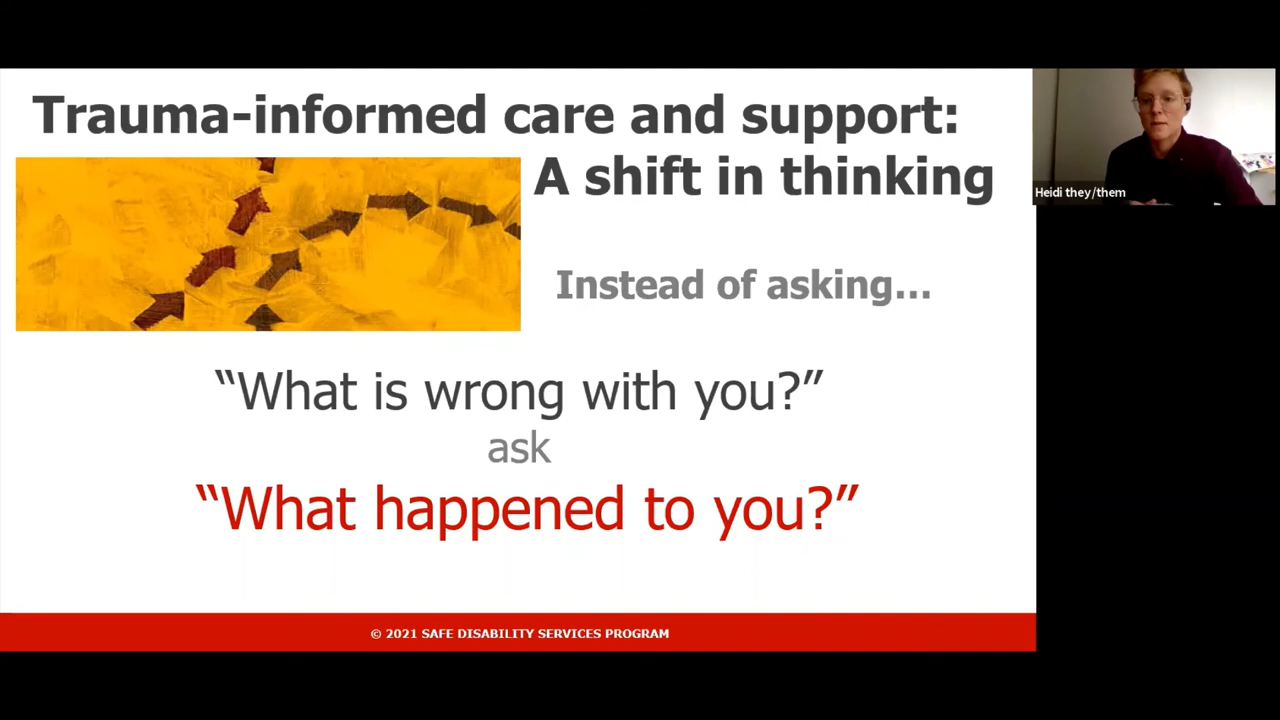 Trauma-informed care and support:
A shift in thinking
Instead of asking...
“What is wrong with you?”
ask
“What happened to you?”
© 2021 SAFE DISABILITY SERVICES PROGRAM
Heidi they/them